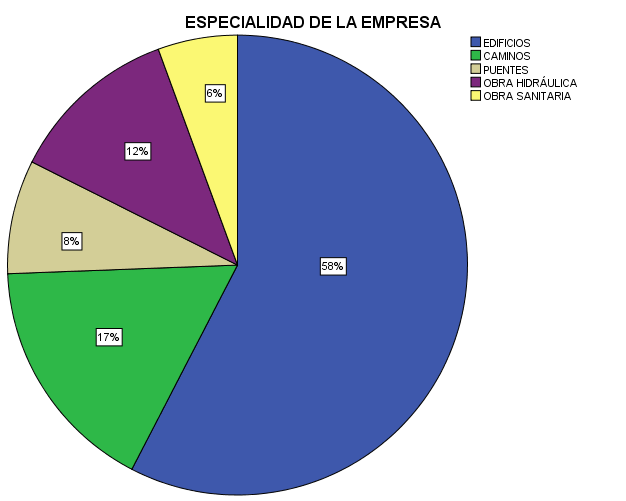 ESPECIALIDAD DE LA EMPRESA
EDIFICIOS
CAMINOS
PUENTES
OBRA HIDRÁULICA
OBRA SANITARIA
6%
12%
8%
58%
17%